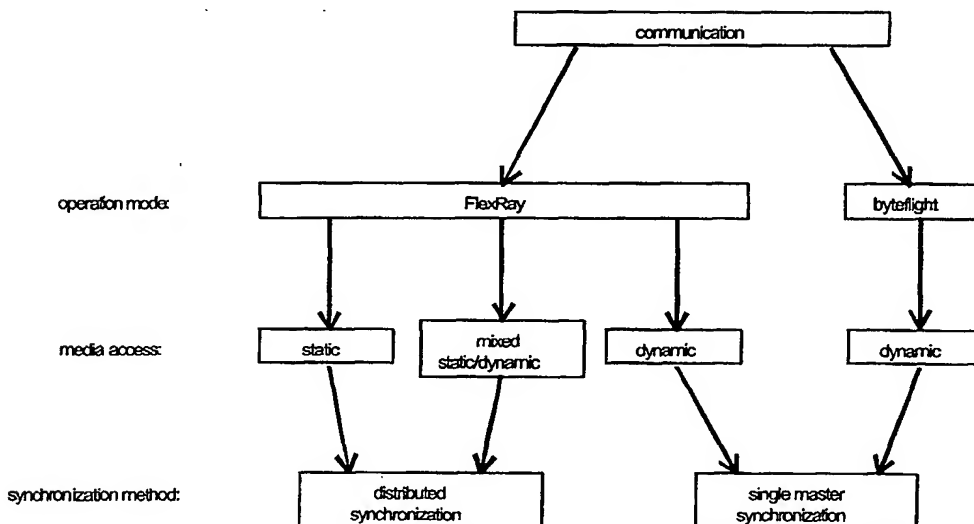 communication
operation mode:
FlexRay
byteflight
media access:
static
mixed
static/dynamic
dynamic
dynamic
synchronization method:
distributed
synchronization
single master
synchronization